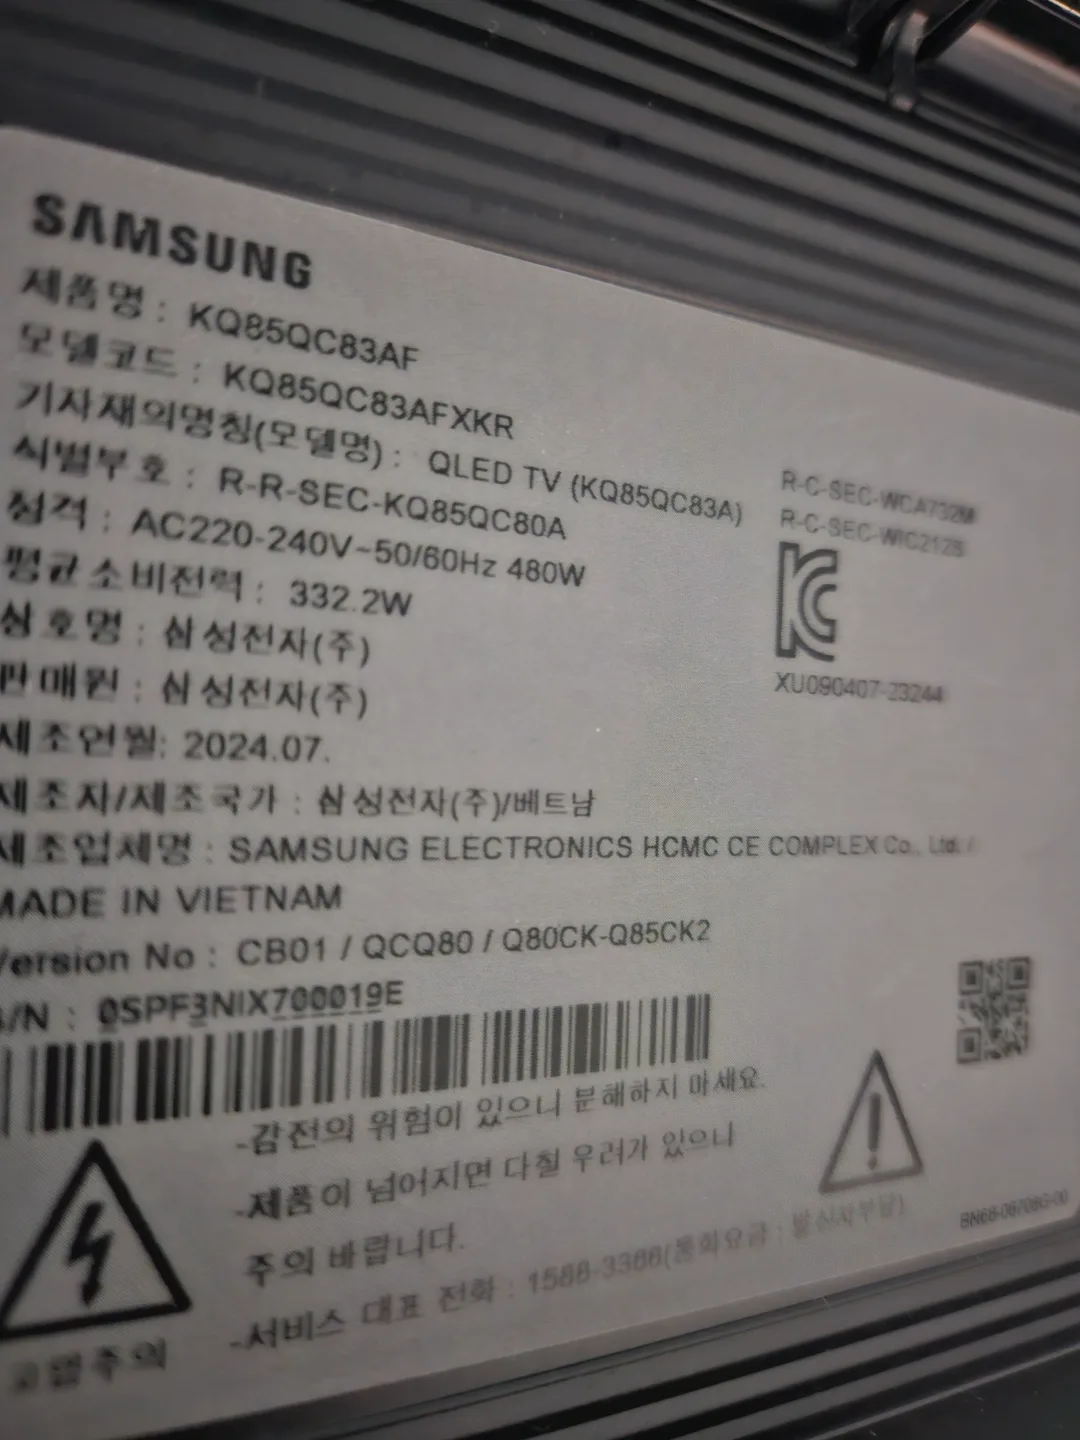 SAMSUNG
제품명 : KQ85QC83AF
모델코드 : KQ85QC83AFXKR
기자재의명칭(모델명) : QLED TV (KQ85QC83A)
식별부호 : R-R-SEC-KQ85QC80A
정격 : AC220-240V~50/60Hz 480W
평균소비전력 : 332.2W
상호명 : 삼성전자(주)
판매원 : 삼성전자(주)
제조연월: 2024.07.
제조자/제조국가 : 삼성전자(주)/베트남
제조업체명 : SAMSUNG ELECTRONICS HCMC CE COMPLEX Co., Ltd. /
MADE IN VIETNAM
Version No : CB01 / QCQ80 / Q80CK-Q85CK2
S/N : 0SPF3NIX700019E
R-C-SEC-WCA732M
R-C-SEC-WIC212S
KC
XU090407-23244
-감전의 위험이 있으니 분해하지 마세요.
-제품이 넘어지면 다칠 우려가 있으니
주의 바랍니다.
-서비스 대표 전화 : 1588-3366(통화요금 : 발신자부담)
고압주의